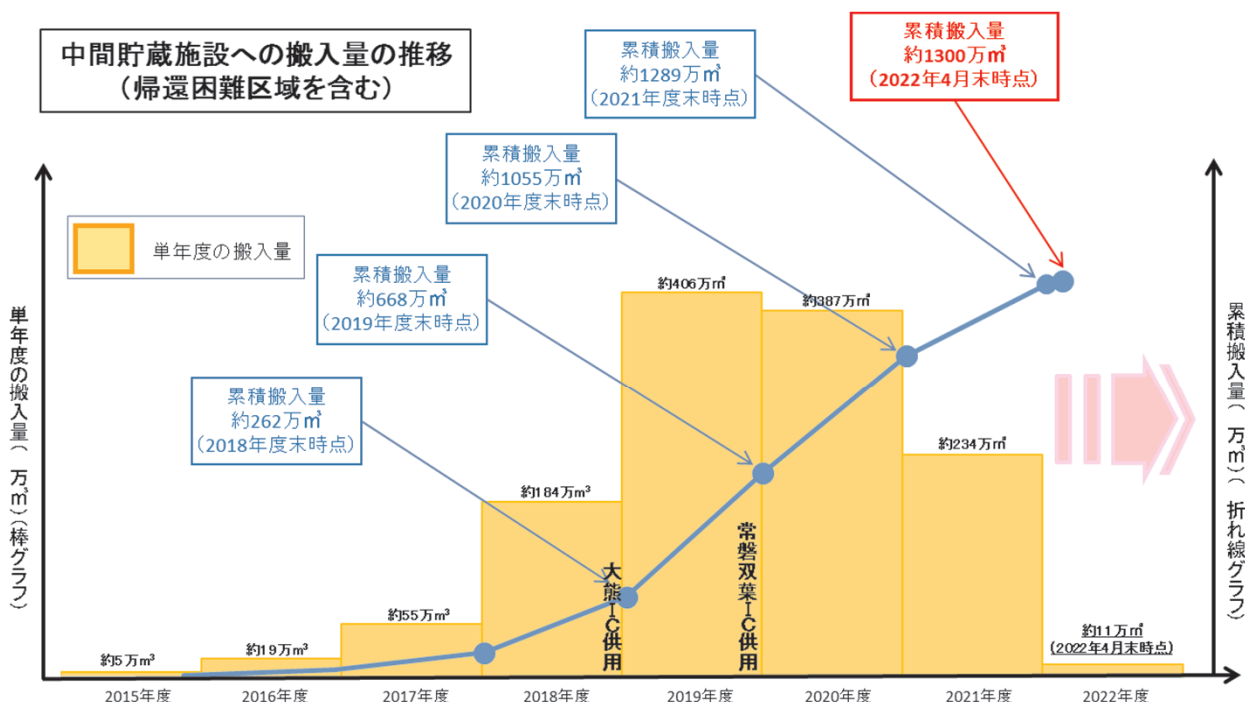 中間貯蔵施設への搬入量の推移
（帰還困難区域を含む）
累積搬入量
約1289万㎥
（2021年度末時点）
累積搬入量
約1300万㎥
（2022年4月末時点）
累積搬入量
約1055万㎥
（2020年度末時点）
単年度の搬入量
累積搬入量
約668万㎥
（2019年度末時点）
累積搬入量
約262万㎥
（2018年度末時点）
単年度の搬入量（ 万㎥）（棒グラフ）
累積搬入量（ 万㎥）（ 折れ線グラフ）
約5万m³
約19万m³
約55万m³
約184万m³
約406万㎥
約387万㎥
約234万㎥
約11万㎥
（2022年4月末時点）
大熊IC供用
常磐双葉IC供用
2015年度
2016年度
2017年度
2018年度
2019年度
2020年度
2021年度
2022年度